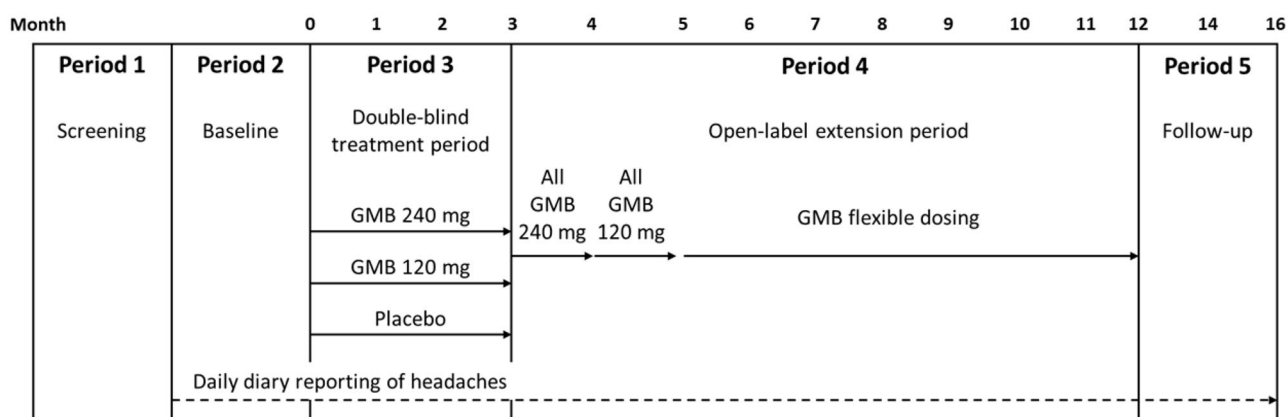 Month 0 1 2 3 4 5 6 7 8 9 10 11 12 14 16
Period 1 Period 2 Period 3 Period 4 Period 5
Screening
Baseline
Double-blind
treatment period
Open-label extension period
Follow-up
GMB 240 mg
GMB 120 mg
Placebo
All
GMB
240 mg
All
GMB
120 mg
GMB flexible dosing
Daily diary reporting of headaches